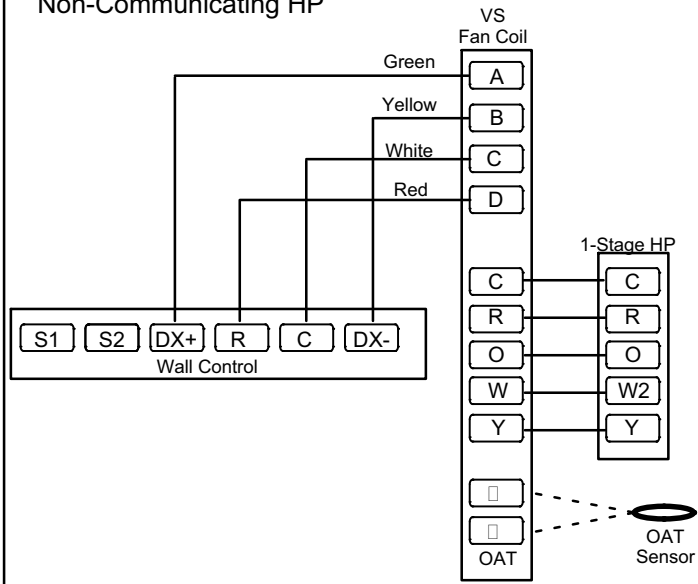 Non-Communicating HP
VS
Fan Coil
Green
A
Yellow
B
White
C
Red
D
1-Stage HP
C
C
R
R
S1
S2
DX+
R
C
DX-
Wall Control
O
O
W
W2
Y
Y
OAT
OAT
Sensor